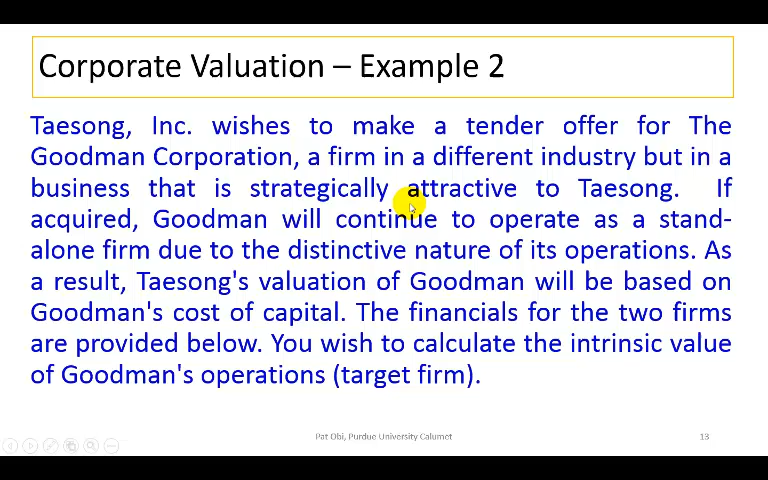 Corporate Valuation – Example 2
Taesong, Inc. wishes to make a tender offer for The
Goodman Corporation, a firm in a different industry but in a
business that is strategically attractive to Taesong. If
acquired, Goodman will continue to operate as a stand-
alone firm due to the distinctive nature of its operations. As
a result, Taesong's valuation of Goodman will be based on
Goodman's cost of capital. The financials for the two firms
are provided below. You wish to calculate the intrinsic value
of Goodman's operations (target firm).
Pat Obi, Purdue University Calumet
13